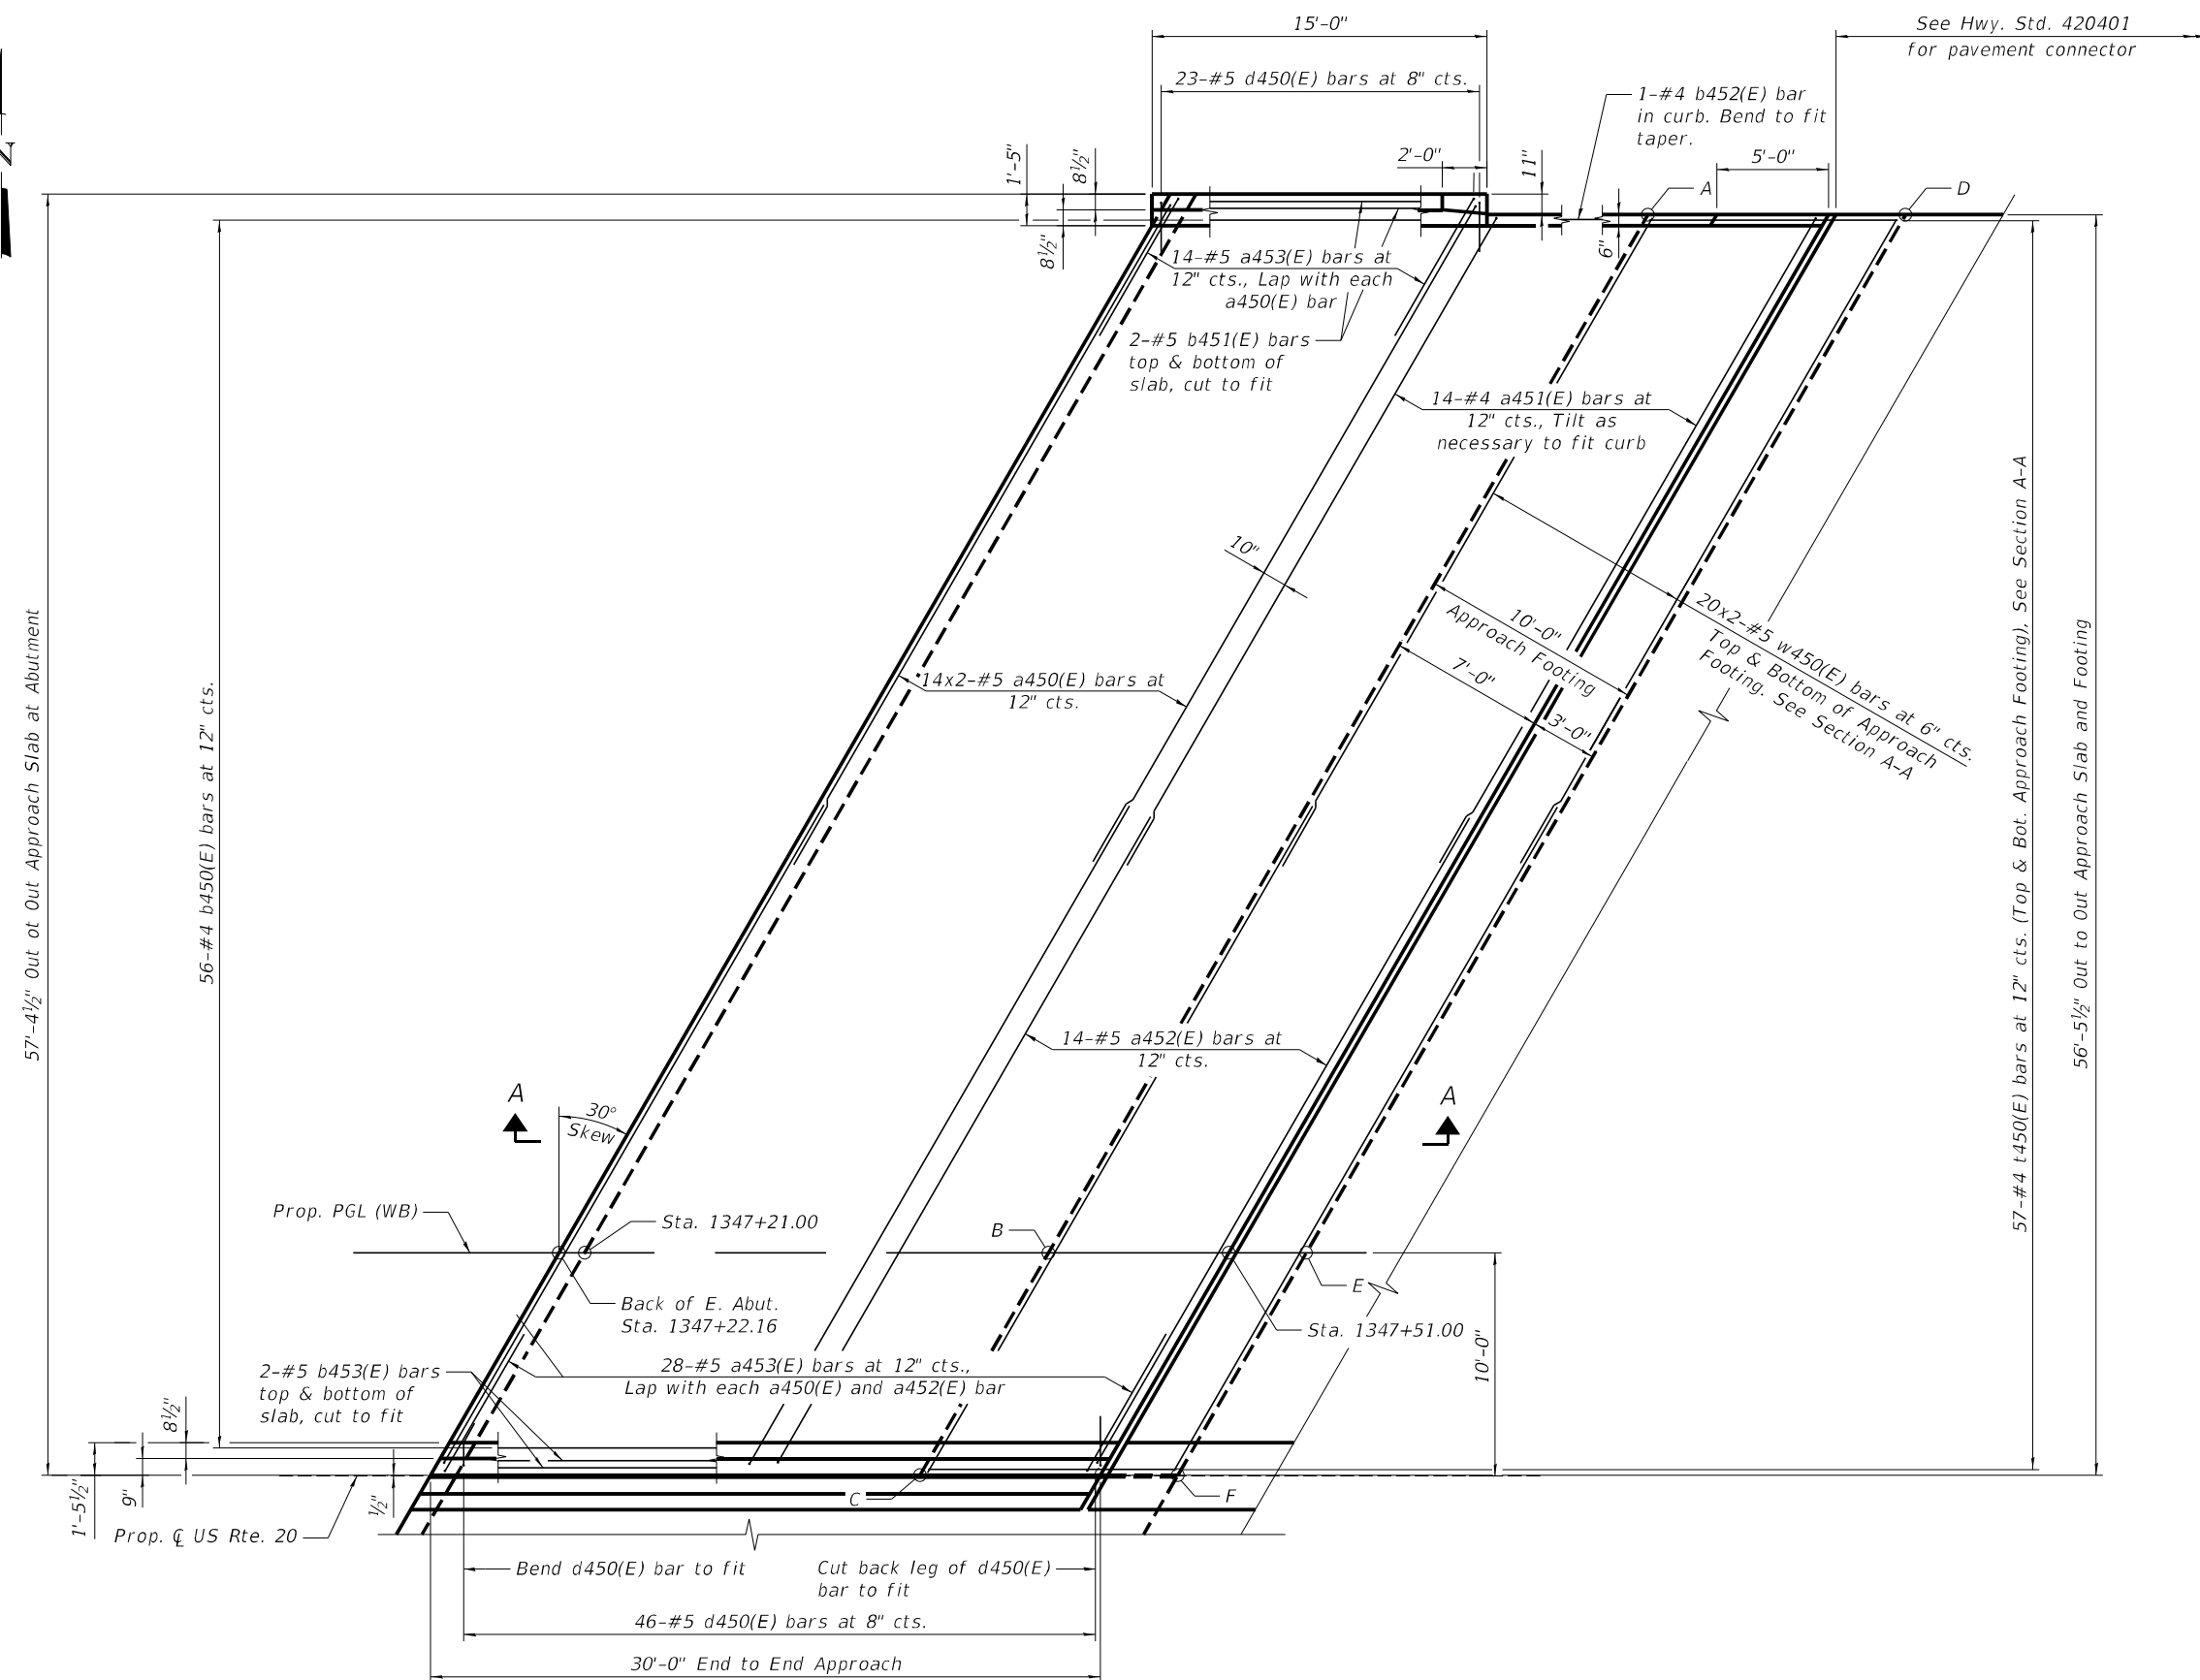 15'-0"
See Hwy. Std. 420401
for pavement connector
23-#5 d450(E) bars at 8" cts.
1-#4 b452(E) bar
in curb. Bend to fit
taper.
1'-5"
8½"
2'-0"
11"
5'-0"
A
D
8½"
6"
14-#5 a453(E) bars at
12" cts., Lap with each
a450(E) bar
2-#5 b451(E) bars
top & bottom of
slab, cut to fit
14-#4 a451(E) bars at
12" cts., Tilt as
necessary to fit curb
10"
10'-0"
Approach Footing
7'-0"
3'-0"
20x2-#5 w450(E) bars at 6" cts.
Top & Bottom of Approach
Footing. See Section A-A
57'-4½" Out ot Out Approach Slab at Abutment
56-#4 b450(E) bars at 12" cts.
14x2-#5 a450(E) bars at
12" cts.
57-#4 t450(E) bars at 12" cts. (Top & Bot. Approach Footing), See Section A-A
56'-5½" Out to Out Approach Slab and Footing
14-#5 a452(E) bars at
12" cts.
A
A
30°
Skew
Prop. PGL (WB)
Sta. 1347+21.00
B
E
Back of E. Abut.
Sta. 1347+22.16
Sta. 1347+51.00
10'-0"
2-#5 b453(E) bars
top & bottom of
slab, cut to fit
28-#5 a453(E) bars at 12" cts.,
Lap with each a450(E) and a452(E) bar
8½"
1'-5½"
9"
½"
C
F
Prop. ℄ US Rte. 20
Bend d450(E) bar to fit
Cut back leg of d450(E)
bar to fit
46-#5 d450(E) bars at 8" cts.
30'-0" End to End Approach